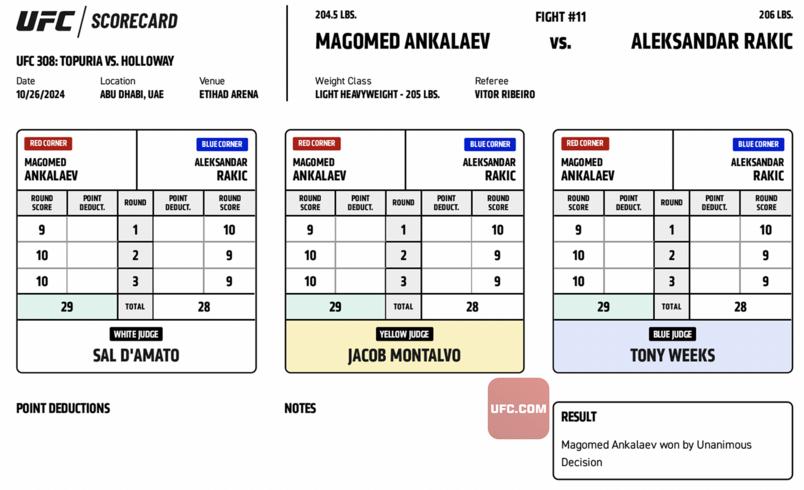 UFC / SCORECARD
UFC 308: TOPURIA VS. HOLLOWAY
Date Location Venue
10/26/2024 ABU DHABI, UAE ETIHAD ARENA
204.5 LBS. FIGHT #11 206 LBS.
MAGOMED ANKALAEV VS. ALEKSANDAR RAKIC
Weight Class Referee
LIGHT HEAVYWEIGHT - 205 LBS. VITOR RIBEIRO
RED CORNER BLUE CORNER
MAGOMED ALEKSANDAR
ANKALAEV RAKIC
ROUND POINT ROUND POINT ROUND
SCORE DEDUCT. DEDUCT. SCORE
9 1 10
10 2 9
10 3 9
29 TOTAL 28
WHITE JUDGE
SAL D'AMATO
RED CORNER BLUE CORNER
MAGOMED ALEKSANDAR
ANKALAEV RAKIC
ROUND POINT ROUND POINT ROUND
SCORE DEDUCT. DEDUCT. SCORE
9 1 10
10 2 9
10 3 9
29 TOTAL 28
YELLOW JUDGE
JACOB MONTALVO
RED CORNER BLUE CORNER
MAGOMED ALEKSANDAR
ANKALAEV RAKIC
ROUND POINT ROUND POINT ROUND
SCORE DEDUCT. DEDUCT. SCORE
9 1 10
10 2 9
10 3 9
29 TOTAL 28
BLUE JUDGE
TONY WEEKS
POINT DEDUCTIONS
NOTES
UFC.COM
RESULT
Magomed Ankalaev won by Unanimous
Decision